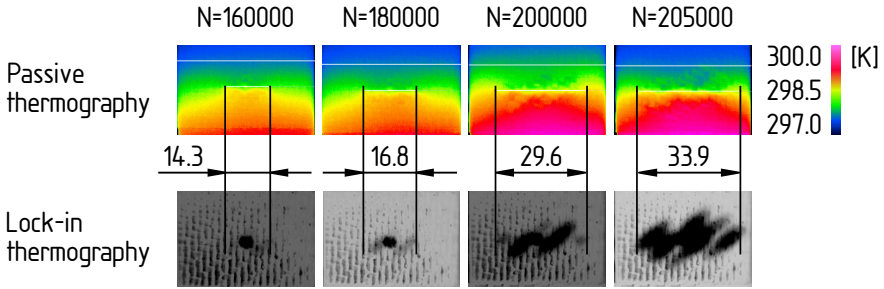 N=160000 N=180000 N=200000 N=205000
Passive
thermography
300.0 [K]
298.5
297.0
14.3 16.8 29.6 33.9
Lock-in
thermography